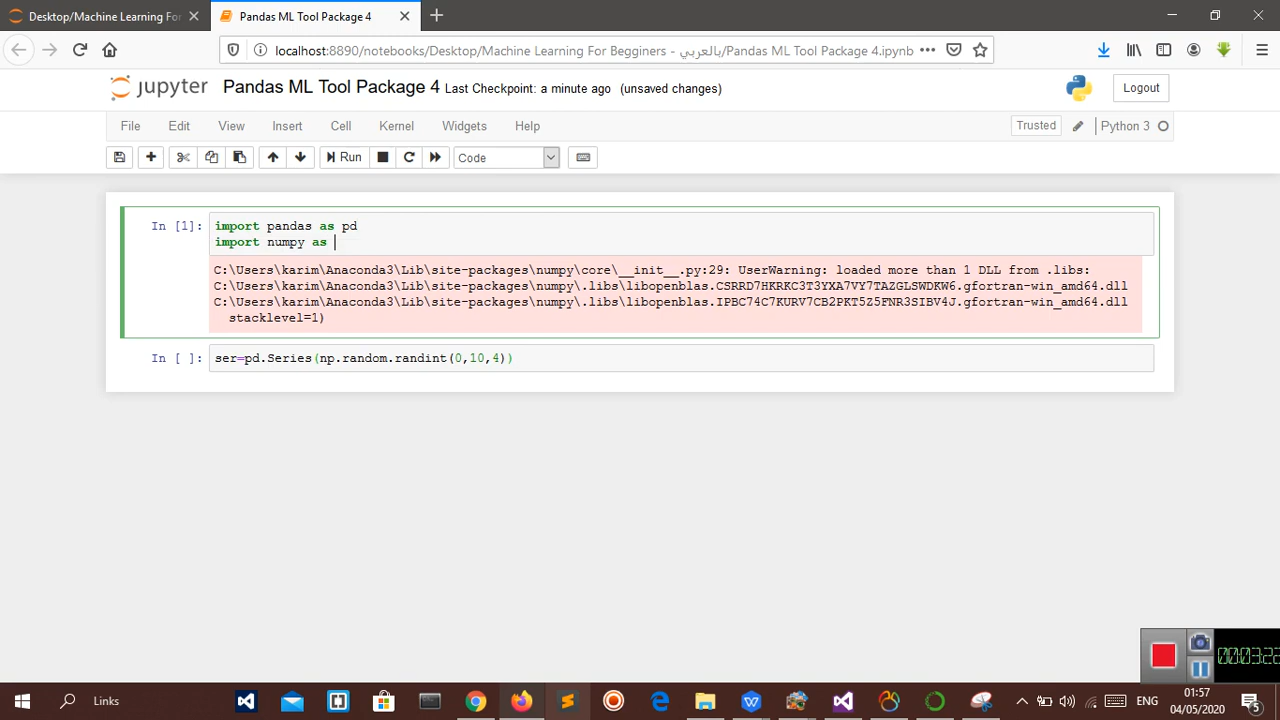 Desktop/Machine Learning For
Pandas ML Tool Package 4
localhost:8890/notebooks/Desktop/Machine Learning For Begginers - بالعربي/Pandas ML Tool Package 4.ipynb
jupyter Pandas ML Tool Package 4 Last Checkpoint: a minute ago (unsaved changes)
Logout
File Edit View Insert Cell Kernel Widgets Help
Trusted
Python 3
Run
Code
In [1]: import pandas as pd
import numpy as
C:\Users\karim\Anaconda3\Lib\site-packages\numpy\core\__init__.py:29: UserWarning: loaded more than 1 DLL from .libs:
C:\Users\karim\Anaconda3\Lib\site-packages\numpy\.libs\libopenblas.CSRRD7HKRKC3T3YXA7VY7TAZGLSWDKW6.gfortran-win_amd64.dll
C:\Users\karim\Anaconda3\Lib\site-packages\numpy\.libs\libopenblas.IPBC74C7KURV7CB2PKT5Z5FNR3SIBV4J.gfortran-win_amd64.dll
stacklevel=1)
In [ ]: ser=pd.Series(np.random.randint(0,10,4))
Links
ENG
01:57
04/05/2020
5